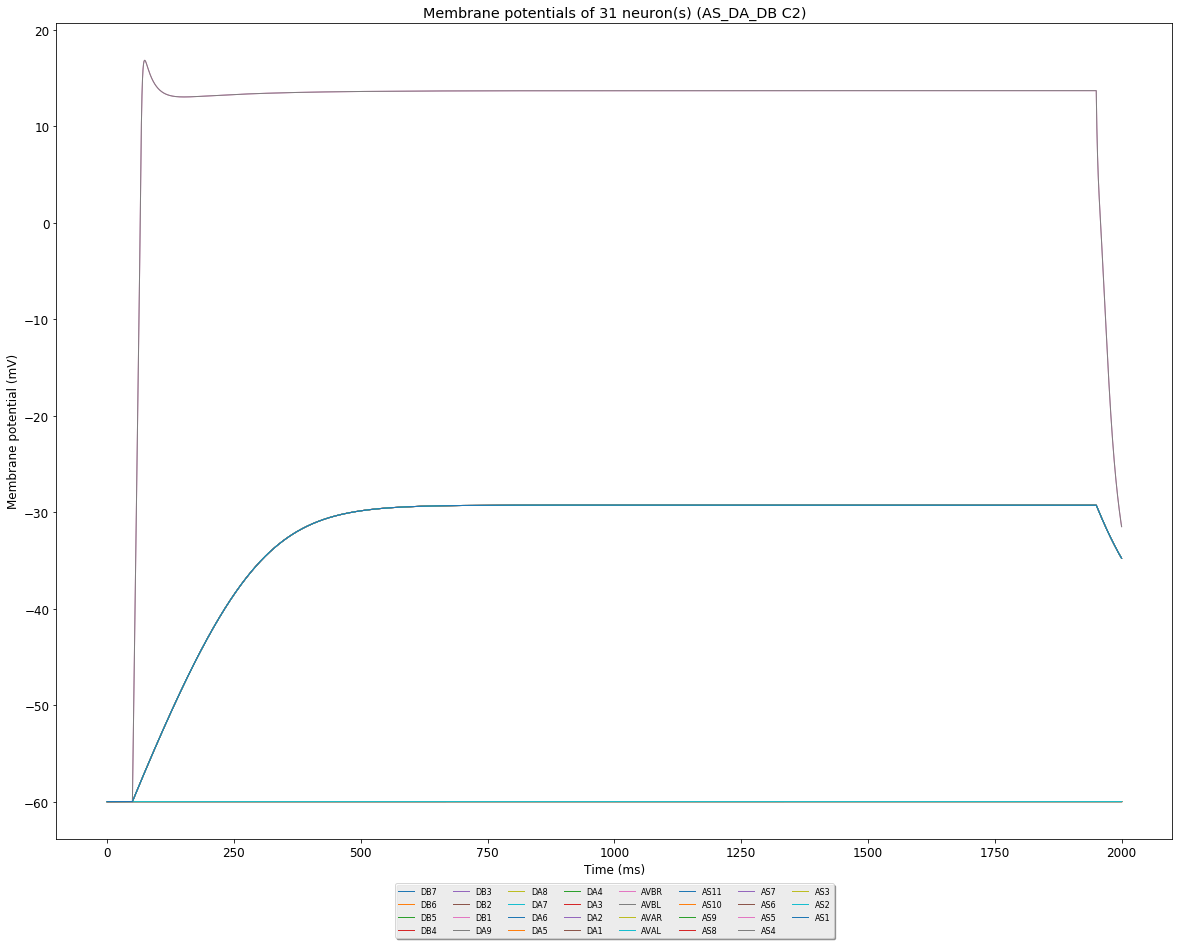 Membrane potentials of 31 neuron(s) (AS_DA_DB C2)
20
10
0
−10
−20
−30
−40
−50
−60
Membrane potential (mV)
0 250 500 750 1000 1250 1500 1750 2000
Time (ms)
DB7 DB3 DA8 DA4 AVBR AS11 AS7 AS3
DB6 DB2 DA7 DA3 AVBL AS10 AS6 AS2
DB5 DB1 DA6 DA2 AVAR AS9 AS5 AS1
DB4 DA9 DA5 DA1 AVAL AS8 AS4